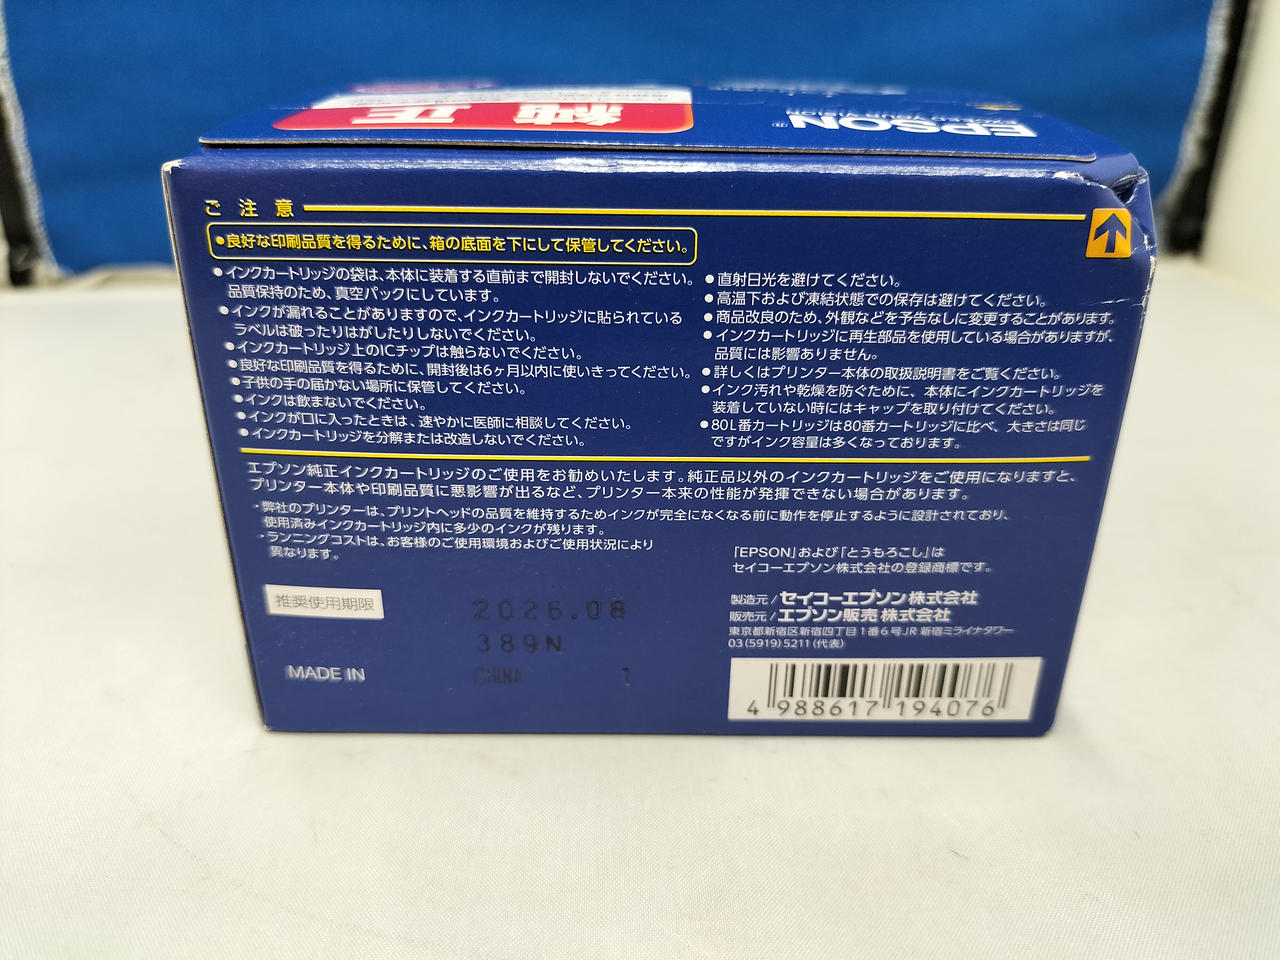 純正
EPSON®
ご注意
●良好な印刷品質を得るために、箱の底面を下にして保管してください。
●インクカートリッジの袋は、本体に装着する直前まで開封しないでください。
品質保持のため、真空パックにしています。
●インクが漏れることがありますので、インクカートリッジに貼られている
ラベルは破ったりはがしたりしないでください。
●インクカートリッジ上のICチップは触らないでください。
●良好な印刷品質を得るために、開封後は6ヶ月以内に使いきってください。
●子供の手の届かない場所に保管してください。
●インクは飲まないでください。
●インクが口に入ったときは、速やかに医師に相談してください。
●インクカートリッジを分解または改造しないでください。
●直射日光を避けてください。
●高温下および凍結状態での保存は避けてください。
●商品改良のため、外観などを予告なしに変更することがあります。
●インクカートリッジに再生部品を使用している場合がありますが、
品質には影響ありません。
●詳しくはプリンター本体の取扱説明書をご覧ください。
●インク汚れや乾燥を防ぐために、本体にインクカートリッジを
装着していない時にはキャップを取り付けてください。
●80L番カートリッジは80番カートリッジに比べ、大きさは同じ
ですがインク容量は多くなっております。
エプソン純正インクカートリッジのご使用をお勧めいたします。純正品以外のインクカートリッジをご使用になりますと、
プリンター本体や印刷品質に悪影響が出るなど、プリンター本来の性能が発揮できない場合があります。
・弊社のプリンターは、プリントヘッドの品質を維持するためインクが完全になくなる前に動作を停止するように設計されており、
使用済みインクカートリッジ内に多少のインクが残ります。
・ランニングコストは、お客様のご使用環境およびご使用状況により
異なります。
「EPSON」および「とうもろこし」は
セイコーエプソン株式会社の登録商標です。
製造元/セイコーエプソン株式会社
販売元/エプソン販売株式会社
東京都新宿区新宿四丁目1番6号JR新宿ミライナタワー
03(5919)5211(代表)
推奨使用期限
2026.08
389N
MADE IN
CHINA 1
4 988617 194076